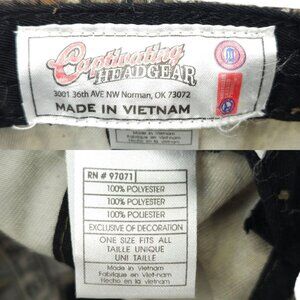 Captivating
HEADGEAR
3001 36th AVE NW Norman, OK 73072
MADE IN VIETNAM
RN # 97071
100% POLYESTER
100% POLYESTER
100% POLIESTER
EXCLUSIVE OF DECORATION
ONE SIZE FITS ALL
TAILLE UNIQUE
UNI TAILLE
Made in Vietnam
Fabriqué en Vietnam
Hecho en Vietnam